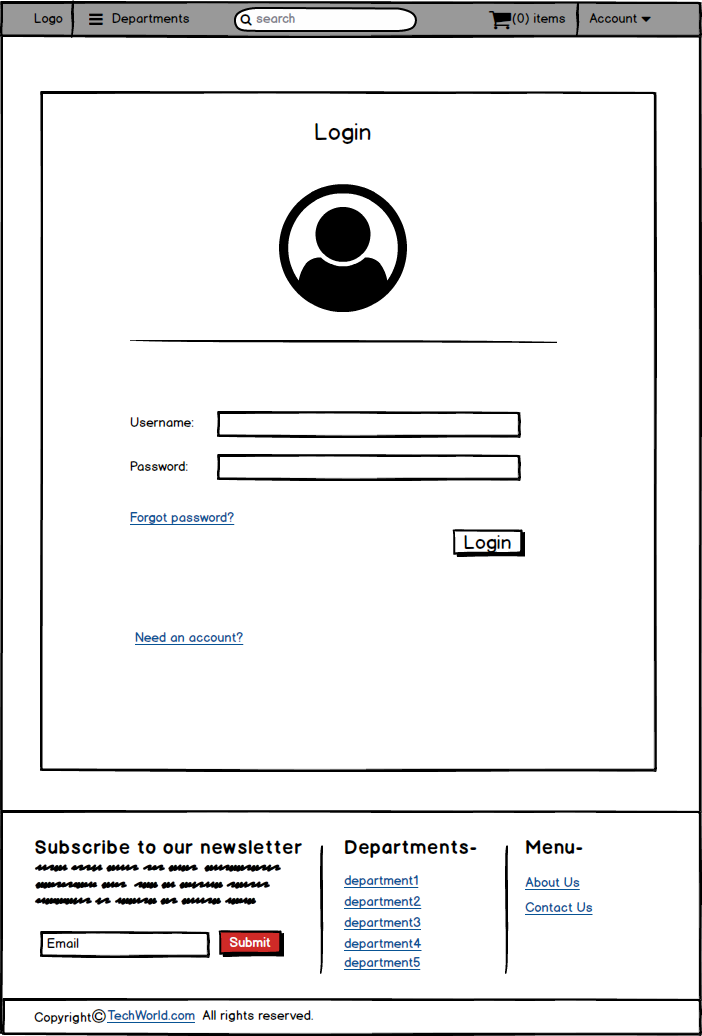 Logo
Departments
search
(0) items
Account
Login
Username:
Password:
Forgot password?
Login
Need an account?
Subscribe to our newsletter
Email
Submit
Departments-
department1
department2
department3
department4
department5
Menu-
About Us
Contact Us
Copyright© TechWorld.com All rights reserved.